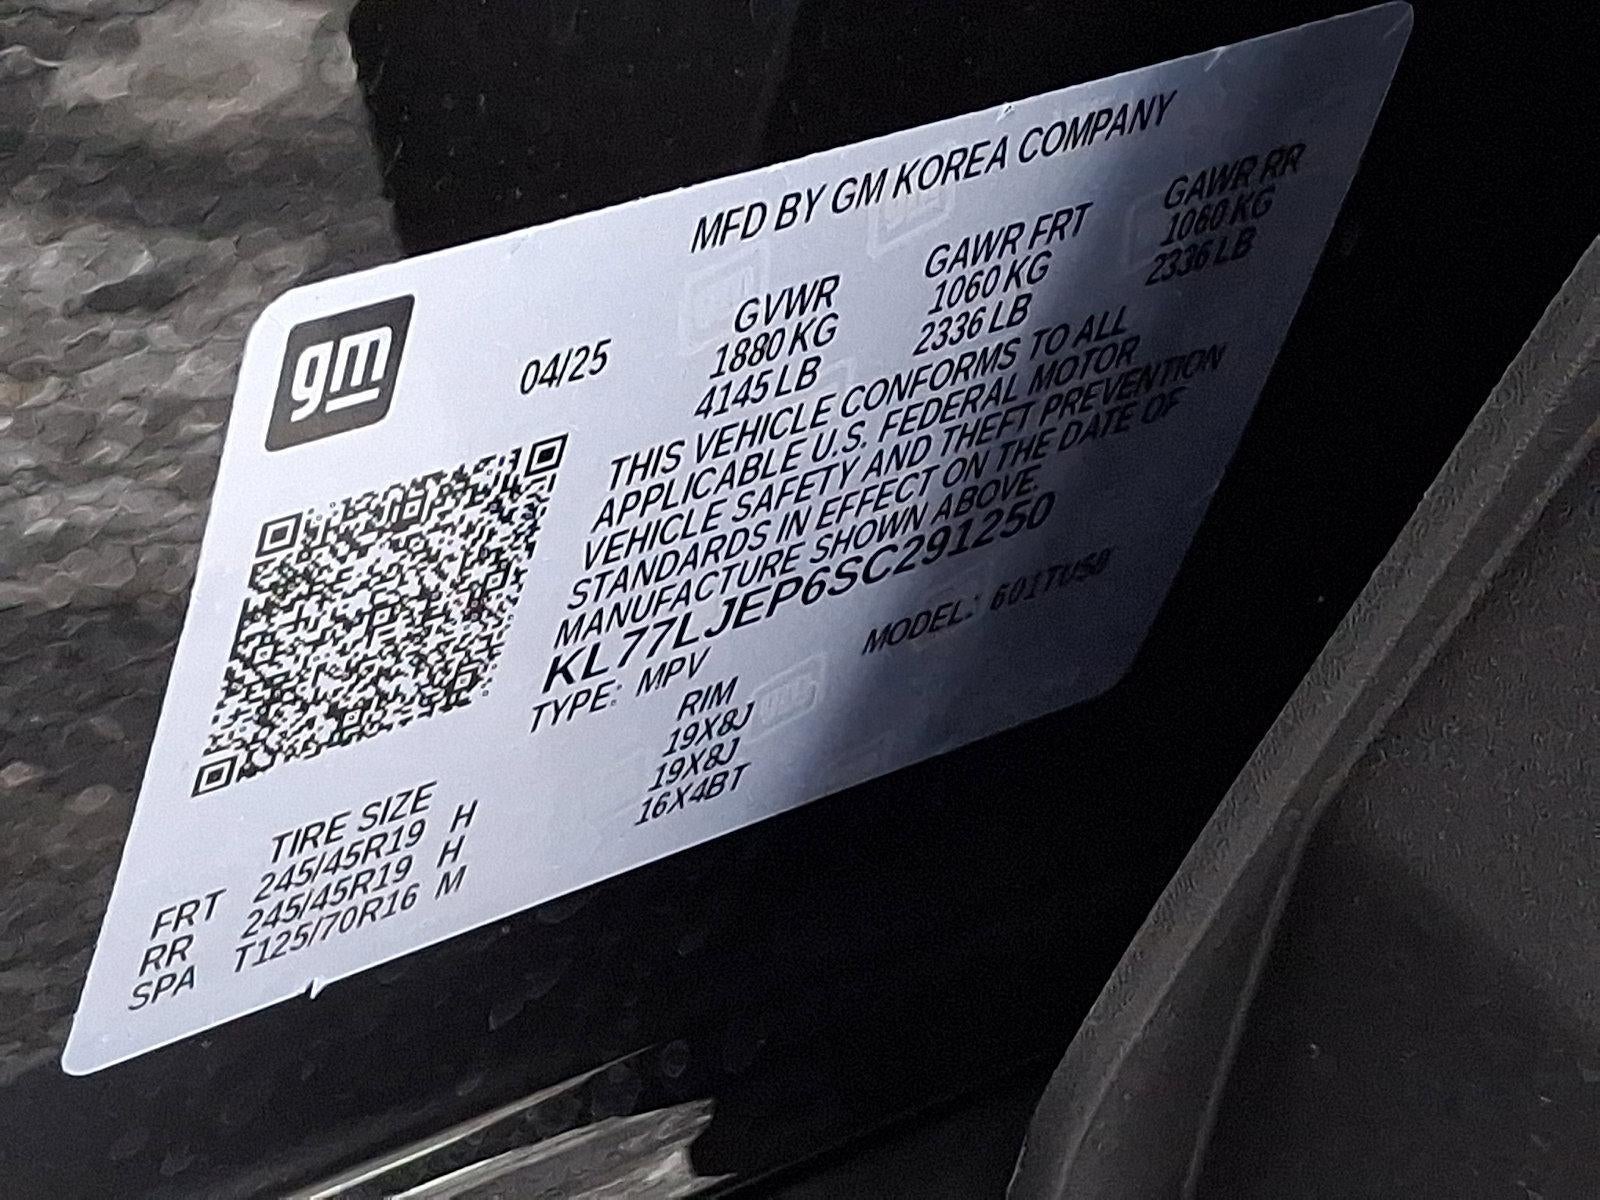 MFD BY GM KOREA COMPANY
gm
04/25
GVWR GAWR FRT GAWR RR
1880 KG 1060 KG 1060 KG
4145 LB 2336 LB 2336 LB
THIS VEHICLE CONFORMS TO ALL
APPLICABLE U.S. FEDERAL MOTOR
VEHICLE SAFETY AND THEFT PREVENTION
STANDARDS IN EFFECT ON THE DATE OF
MANUFACTURE SHOWN ABOVE.
KL77LJEP6SC291250
TYPE: MPV MODEL: 601TUS8
TIRE SIZE RIM
FRT 245/45R19 H 19X8J
RR 245/45R19 H 19X8J
SPA T125/70R16 M 16X4BT